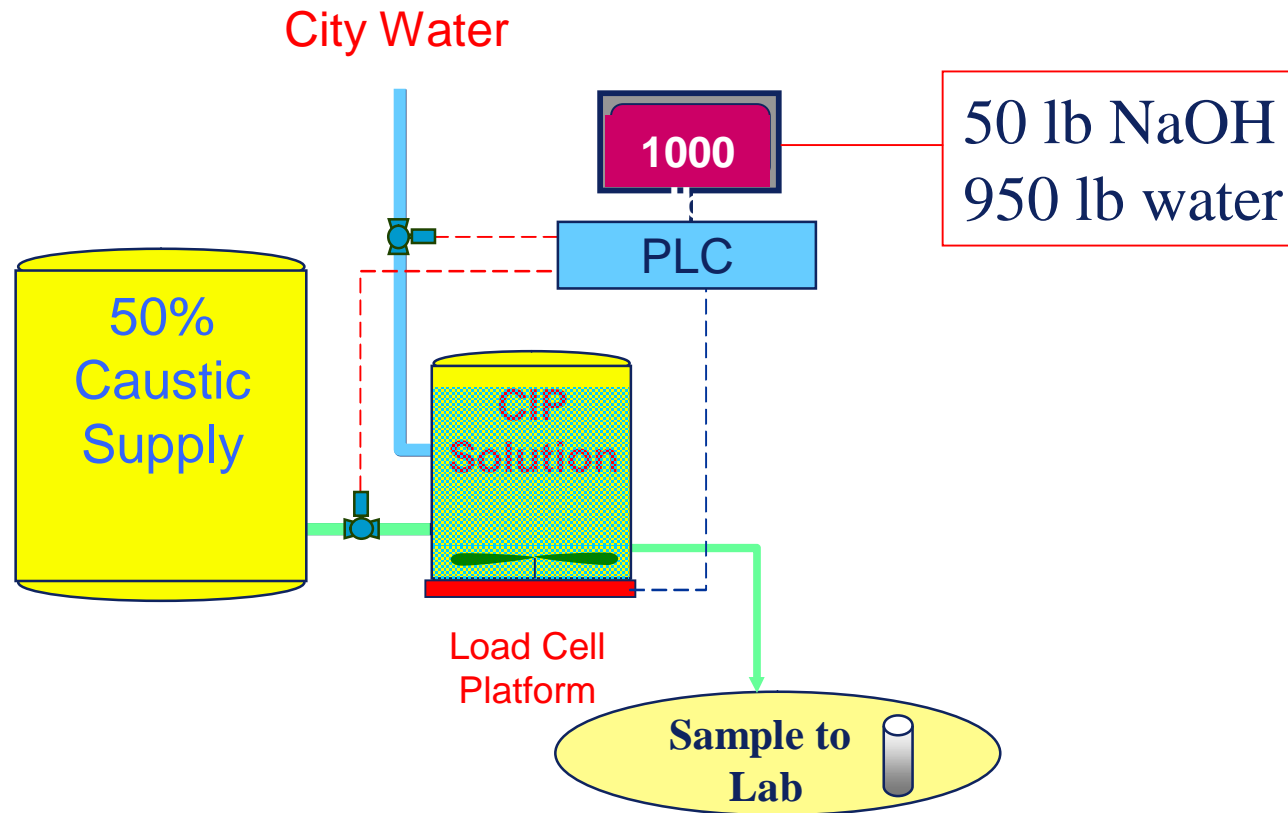 City Water
1000
50 lb NaOH
950 lb water
PLC
50%
Caustic
Supply
CIP
Solution
Load Cell
Platform
Sample to
Lab